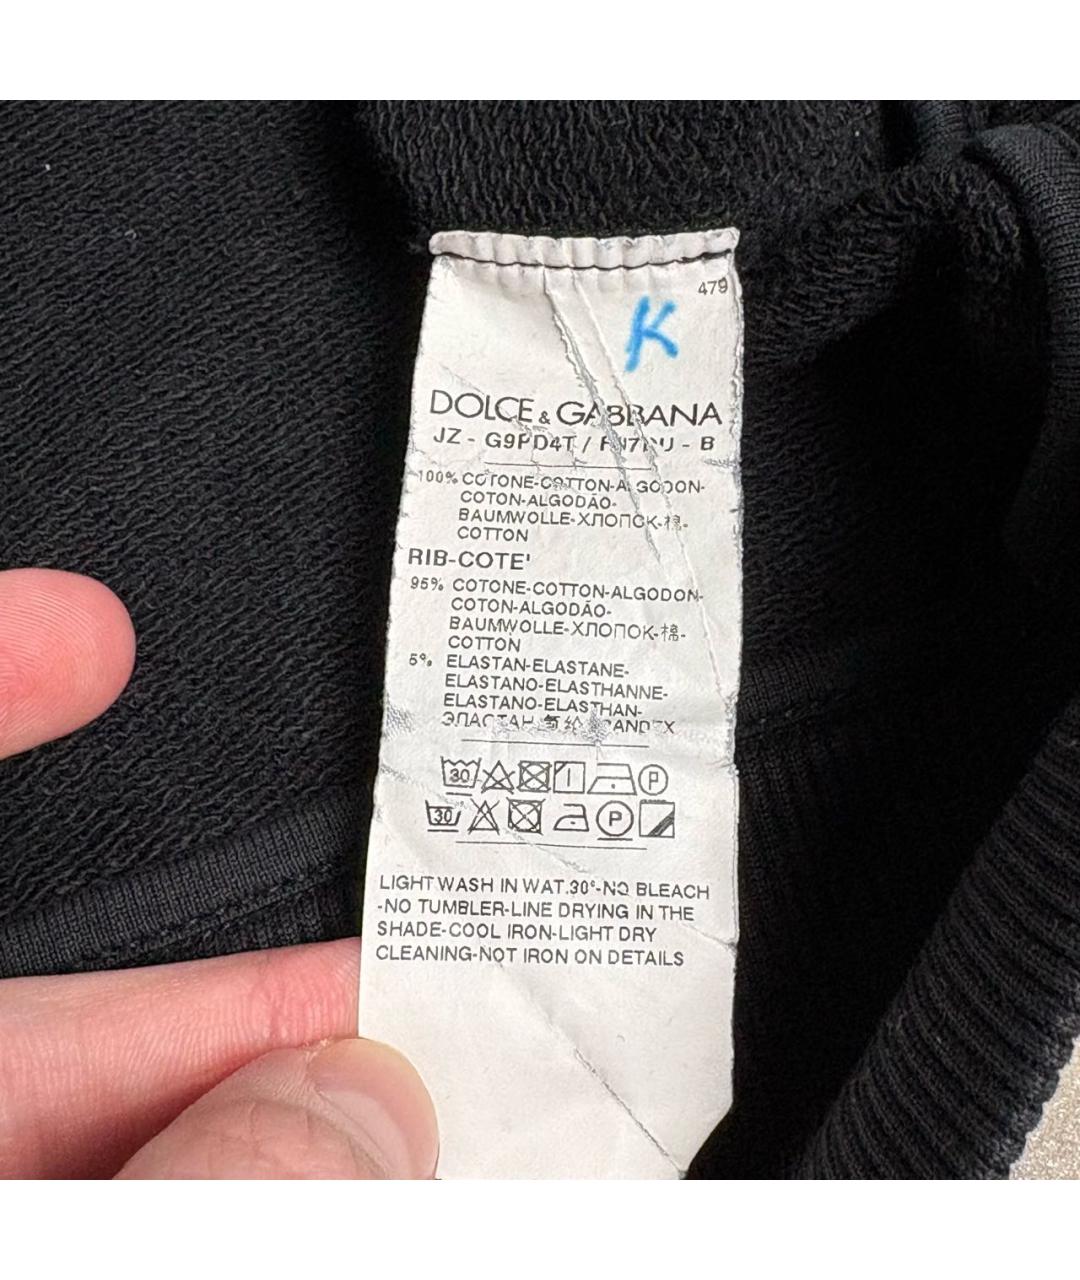 479
K
DOLCE & GABBANA
JZ - G9PD4T / - B
100% COTONE-COTTON-ALGODON-
COTON-ALGODÃO-
BAUMWOLLE-ХЛОПОК-棉-
COTTON
RIB-COTE'
95% COTONE-COTTON-ALGODON-
COTON-ALGODÃO-
BAUMWOLLE-ХЛОПОК-棉-
COTTON
5% ELASTAN-ELASTANE-
ELASTANO-ELASTHANNE-
ELASTANO-ELASTHAN-
ЭЛАСТАН
30 P
30 P
LIGHT WASH IN WAT.30°-NO BLEACH
-NO TUMBLER-LINE DRYING IN THE
SHADE-COOL IRON-LIGHT DRY
CLEANING-NOT IRON ON DETAILS